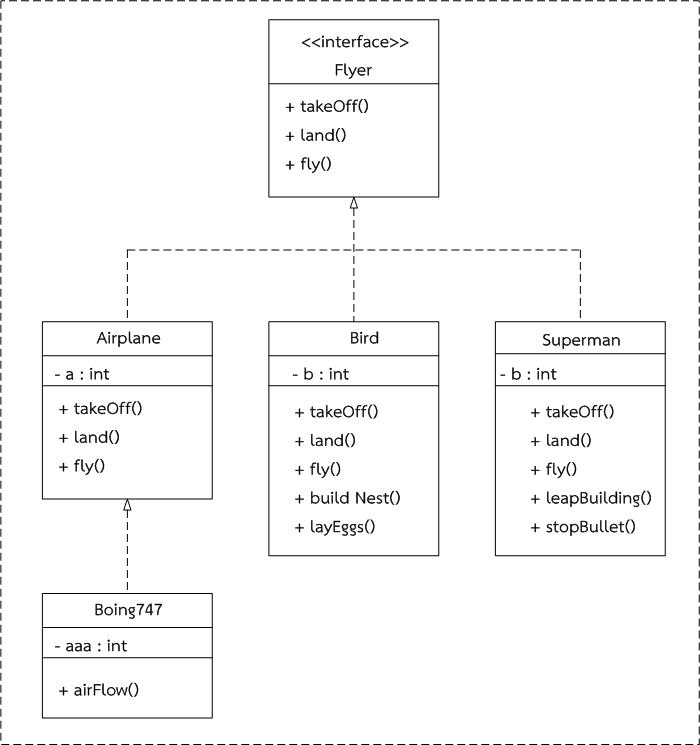 <<interface>>
Flyer
+ takeOff()
+ land()
+ fly()
Airplane
- a : int
+ takeOff()
+ land()
+ fly()
Bird
- b : int
+ takeOff()
+ land()
+ fly()
+ build Nest()
+ layEggs()
Superman
- b : int
+ takeOff()
+ land()
+ fly()
+ leapBuilding()
+ stopBullet()
Boing747
- aaa : int
+ airFlow()